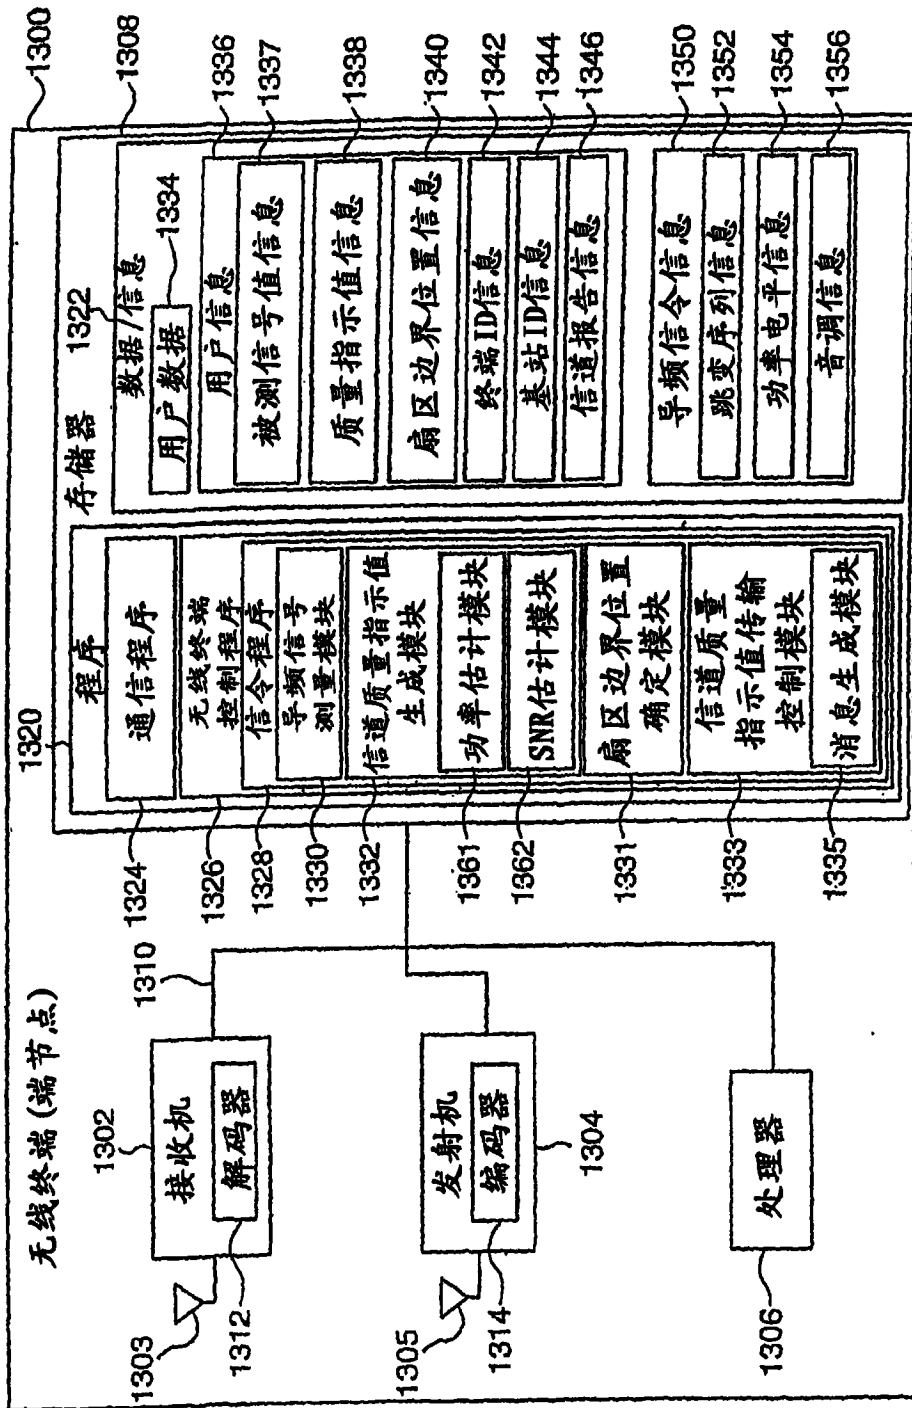 无线终端(端节点)
1300
1302
接收机
解码器
1303
1312
1310
发射机
编码器
1304
1305
1314
处理器
1306
存储器
1308
1320
程序
通信程序
1324
无线终端
控制程序
1326
信令程序
1328
导频信号
测量模块
1330
信道质量指示值
生成模块
1332
功率估计模块
1361
SNR估计模块
1362
扇区边界位置
确定模块
1331
信道质量
指示值传输
控制模块
1333
消息生成模块
1335
1322
数据/信息
用户数据
1334
用户信息
1336
被测信号值信息
1337
质量指示值信息
1338
扇区边界位置信息
1340
终端ID信息
1342
基站ID信息
1344
信道报告信息
1346
导频信令信息
1350
跳变序列信息
1352
功率电平信息
1354
音调信息
1356